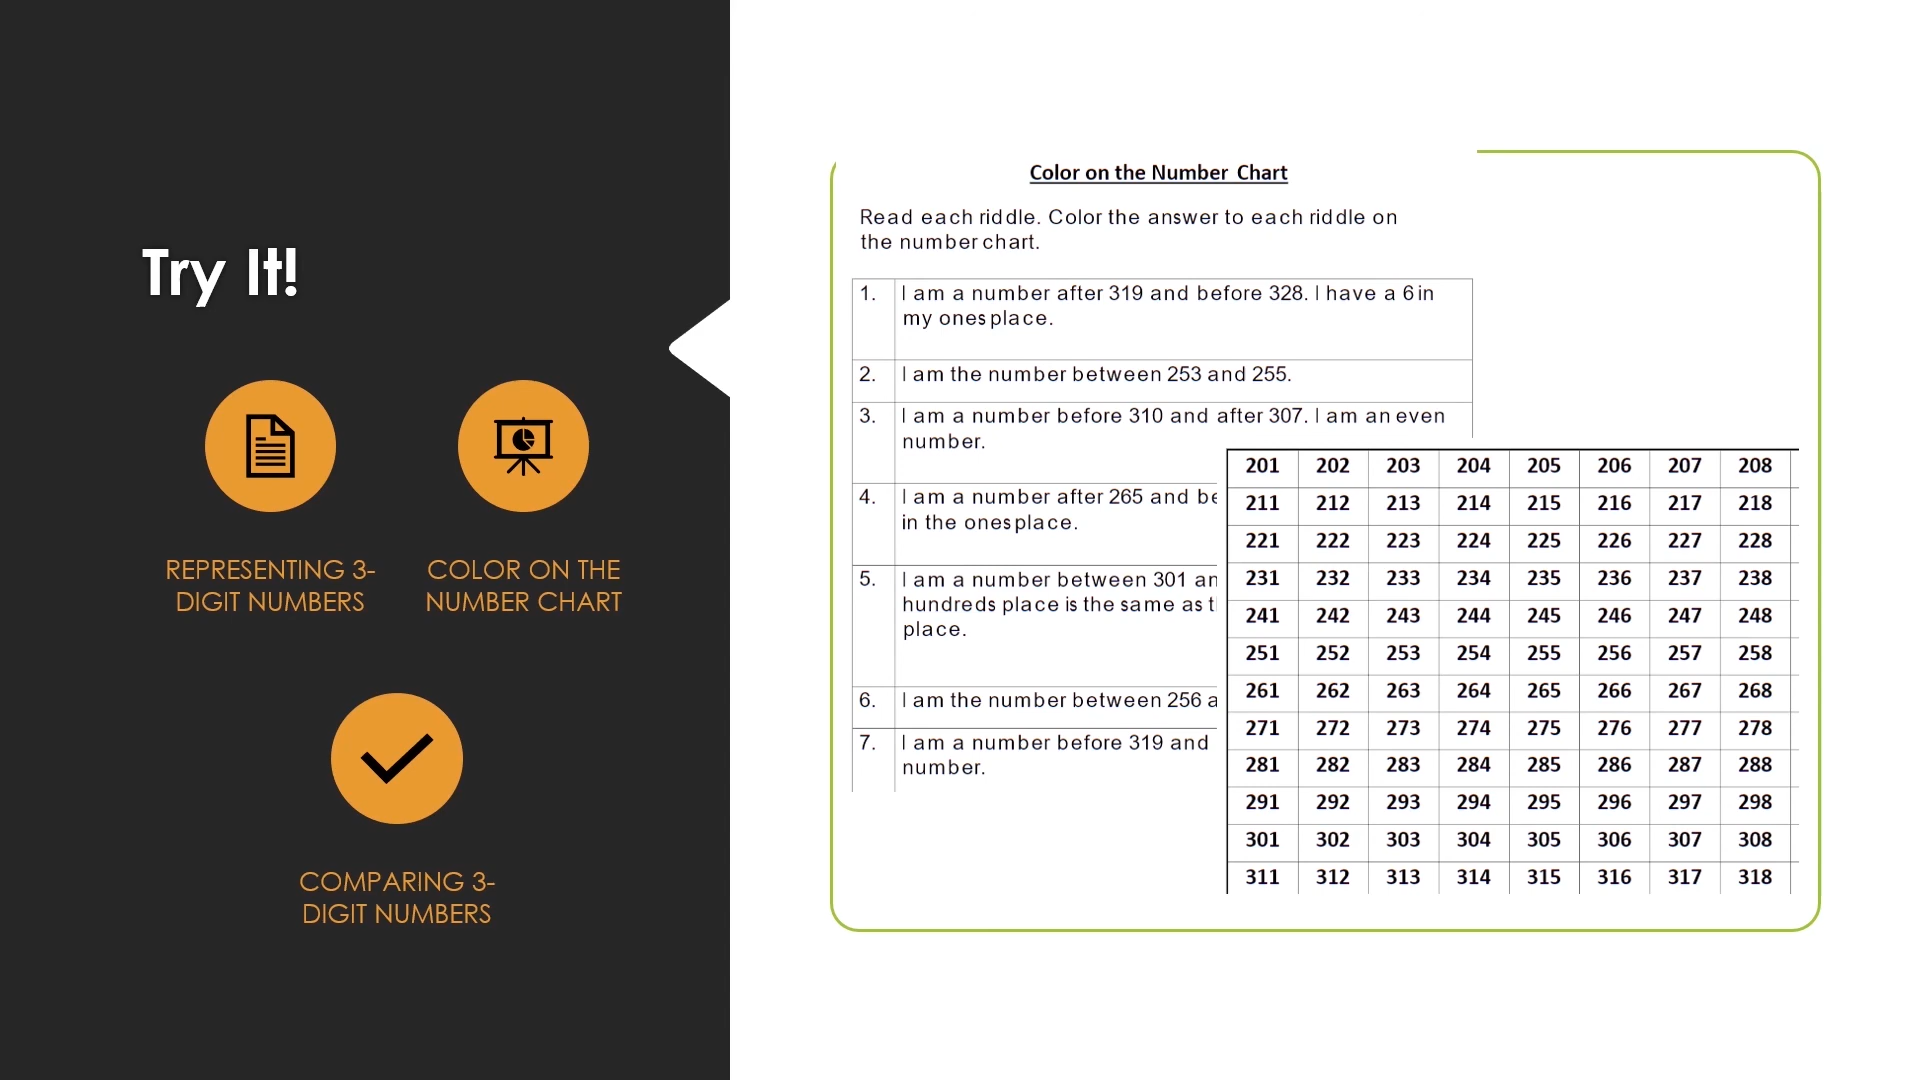 Try It!
REPRESENTING 3-
DIGIT NUMBERS
COLOR ON THE
NUMBER CHART
COMPARING 3-
DIGIT NUMBERS
Color on the Number Chart
Read each riddle. Color the answer to each riddle on
the number chart.
1. I am a number after 319 and before 328. I have a 6 in
my ones place.
2. I am the number between 253 and 255.
3. I am a number before 310 and after 307. I am an even
number.
4. I am a number after 265 and be
in the ones place.
5. I am a number between 301 an
hundreds place is the same as t
place.
6. I am the number between 256 a
7. I am a number before 319 and
number.
201 202 203 204 205 206 207 208
211 212 213 214 215 216 217 218
221 222 223 224 225 226 227 228
231 232 233 234 235 236 237 238
241 242 243 244 245 246 247 248
251 252 253 254 255 256 257 258
261 262 263 264 265 266 267 268
271 272 273 274 275 276 277 278
281 282 283 284 285 286 287 288
291 292 293 294 295 296 297 298
301 302 303 304 305 306 307 308
311 312 313 314 315 316 317 318